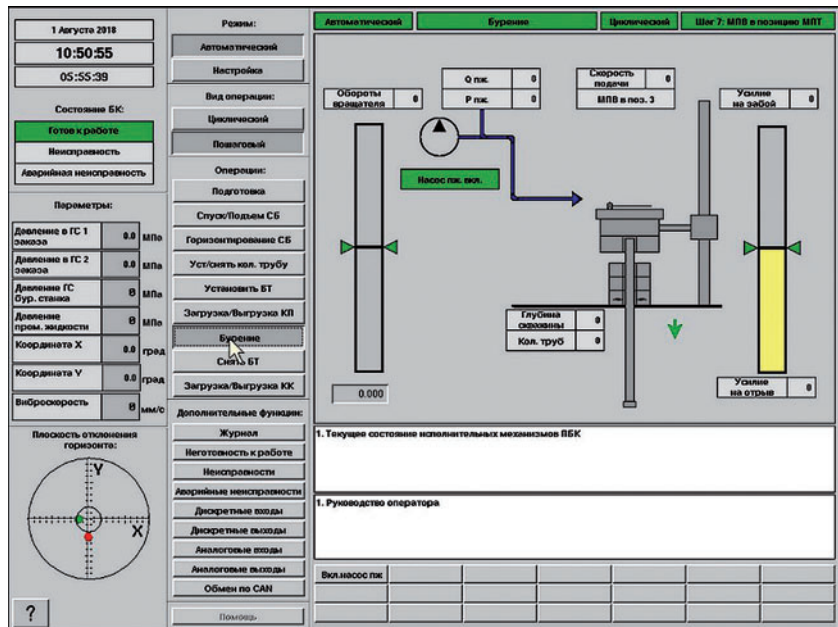 1 Августа 2018
10:50:55
05:55:39
Состояние БК:
Готов к работе
Неисправность
Аварийная неисправность
Параметры:
Давление в ГС 1
заказа
0.0 МПа
Давление в ГС 2
заказа
0.0 МПа
Давление ГС
бур. станка
0 МПа
Давление
пром. жидкости
0 МПа
Координата X
0.0 град
Координата Y
0.0 град
Виброскорость
0 мм/с
Плоскость отклонения
горизонта:
Y
X
?
Режим:
Автоматический
Настройка
Вид операции:
Циклический
Пошаговый
Операции:
Подготовка
Спуск/Подъем СБ
Горизонтирование СБ
Уст/снять кол. трубу
Установить БТ
Загрузка/Выгрузка КП
Бурение
Снять БТ
Загрузка/Выгрузка КК
Дополнительные функции:
Журнал
Неготовность к работе
Неисправности
Аварийные неисправности
Дискретные входы
Дискретные выходы
Аналоговые входы
Аналоговые выходы
Обмен по CAN
Помощь
Автоматический
Бурение
Циклический
Шаг 7: МПВ в позицию МПТ
Обороты
вращателя
0
Q пж. 0
P пж. 0
Скорость
подачи
0
МПВ в поз. 3
Усилие
на забой
0
Насос пж. вкл.
Глубина
скважины
0
Кол. труб 0
0.000
Усилие
на отрыв
0
1. Текущее состояние исполнительных механизмов ПБК
1. Руководство оператора
Вкл.насос пж